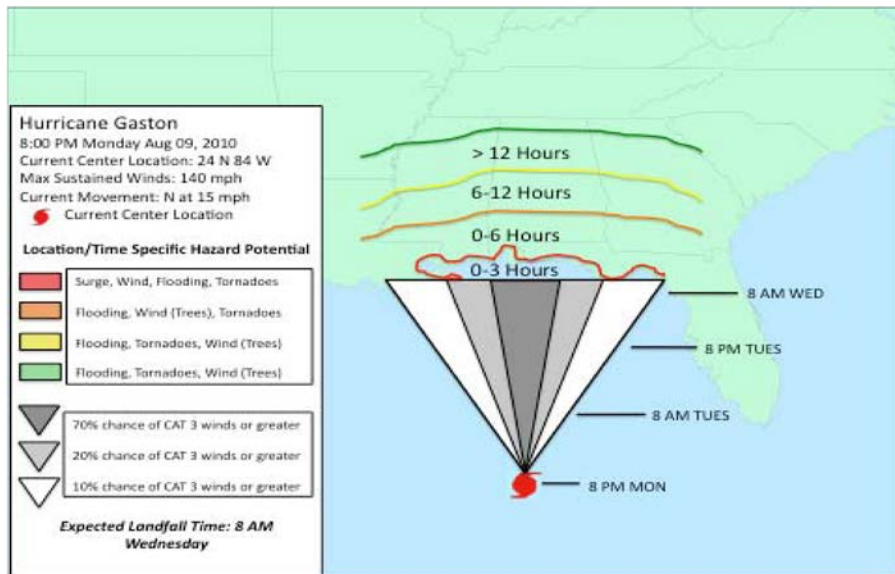 Hurricane Gaston
8:00 PM Monday Aug 09, 2010
Current Center Location: 24 N 84 W
Max Sustained Winds: 140 mph
Current Movement: N at 15 mph
Current Center Location
Location/Time Specific Hazard Potential
Surge, Wind, Flooding, Tornadoes
Flooding, Wind (Trees), Tornadoes
Flooding, Tornadoes, Wind (Trees)
Flooding, Tornadoes, Wind (Trees)
70% chance of CAT 3 winds or greater
20% chance of CAT 3 winds or greater
10% chance of CAT 3 winds or greater
Expected Landfall Time: 8 AM
Wednesday
> 12 Hours
6-12 Hours
0-6 Hours
0-3 Hours
8 AM WED
8 PM TUES
8 AM TUES
8 PM MON